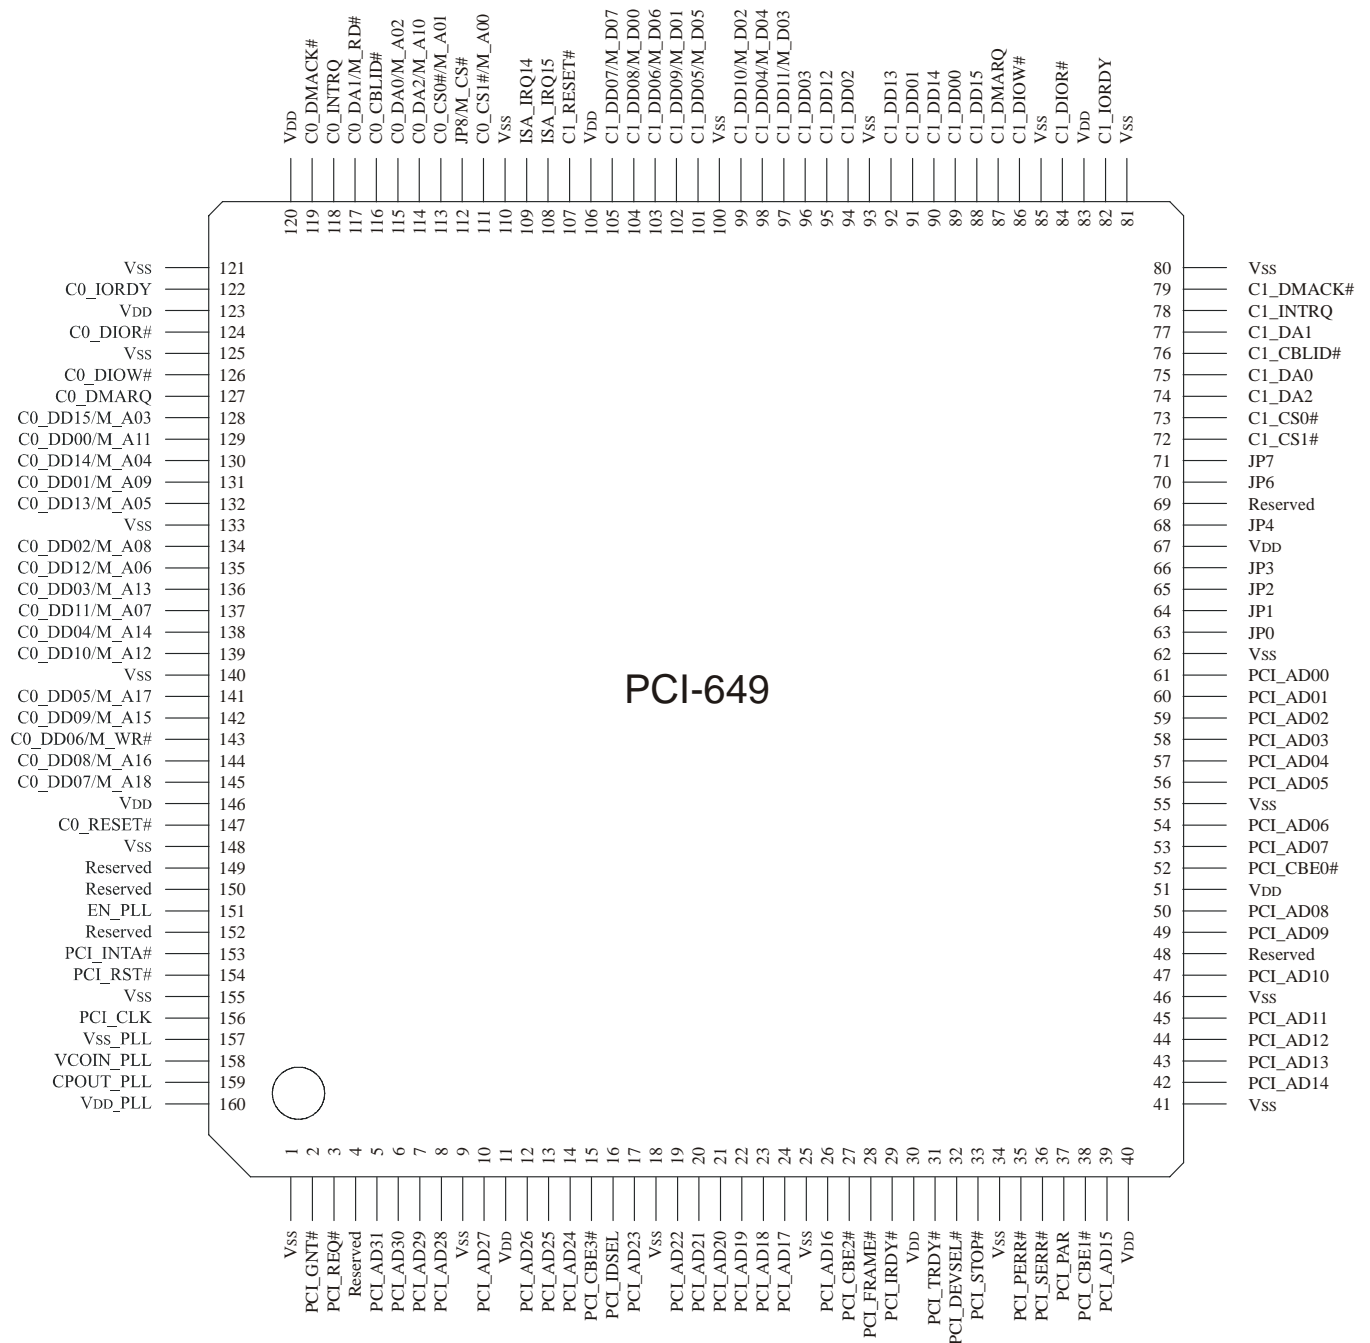 VDD
C0_DMACK#
C0_INTRQ
C0_DA1/M_RD#
C0_CBLID#
C0_DA0/M_A02
C0_DA2/M_A10
C0_CS0#/M_A01
JP8/M_CS#
C0_CS1#/M_A00
VSS
ISA_IRQ14
ISA_IRQ15
C1_RESET#
VDD
C1_DD07/M_D07
C1_DD08/M_D00
C1_DD06/M_D06
C1_DD09/M_D01
C1_DD05/M_D05
VSS
C1_DD10/M_D02
C1_DD04/M_D04
C1_DD11/M_D03
C1_DD03
C1_DD12
C1_DD02
VSS
C1_DD13
C1_DD01
C1_DD14
C1_DD00
C1_DD15
C1_DMARQ
C1_DIOW#
VSS
C1_DIOR#
VDD
C1_IORDY
VSS
120
119
118
117
116
115
114
113
112
111
110
109
108
107
106
105
104
103
102
101
100
99
98
97
96
95
94
93
92
91
90
89
88
87
86
85
84
83
82
81
VSS 121
C0_IORDY 122
VDD 123
C0_DIOR# 124
VSS 125
C0_DIOW# 126
C0_DMARQ 127
C0_DD15/M_A03 128
C0_DD00/M_A11 129
C0_DD14/M_A04 130
C0_DD01/M_A09 131
C0_DD13/M_A05 132
VSS 133
C0_DD02/M_A08 134
C0_DD12/M_A06 135
C0_DD03/M_A13 136
C0_DD11/M_A07 137
C0_DD04/M_A14 138
C0_DD10/M_A12 139
VSS 140
C0_DD05/M_A17 141
C0_DD09/M_A15 142
C0_DD06/M_WR# 143
C0_DD08/M_A16 144
C0_DD07/M_A18 145
VDD 146
C0_RESET# 147
VSS 148
Reserved 149
Reserved 150
EN_PLL 151
Reserved 152
PCI_INTA# 153
PCI_RST# 154
VSS 155
PCI_CLK 156
VSS_PLL 157
VCOIN_PLL 158
CPOUT_PLL 159
VDD_PLL 160
PCI-649
80 VSS
79 C1_DMACK#
78 C1_INTRQ
77 C1_DA1
76 C1_CBLID#
75 C1_DA0
74 C1_DA2
73 C1_CS0#
72 C1_CS1#
71 JP7
70 JP6
69 Reserved
68 JP4
67 VDD
66 JP3
65 JP2
64 JP1
63 JP0
62 VSS
61 PCI_AD00
60 PCI_AD01
59 PCI_AD02
58 PCI_AD03
57 PCI_AD04
56 PCI_AD05
55 VSS
54 PCI_AD06
53 PCI_AD07
52 PCI_CBE0#
51 VDD
50 PCI_AD08
49 PCI_AD09
48 Reserved
47 PCI_AD10
46 VSS
45 PCI_AD11
44 PCI_AD12
43 PCI_AD13
42 PCI_AD14
41 VSS
1
2
3
4
5
6
7
8
9
10
11
12
13
14
15
16
17
18
19
20
21
22
23
24
25
26
27
28
29
30
31
32
33
34
35
36
37
38
39
40
VSS
PCI_GNT#
PCI_REQ#
Reserved
PCI_AD31
PCI_AD30
PCI_AD29
PCI_AD28
VSS
PCI_AD27
VDD
PCI_AD26
PCI_AD25
PCI_AD24
PCI_CBE3#
PCI_IDSEL
PCI_AD23
VSS
PCI_AD22
PCI_AD21
PCI_AD20
PCI_AD19
PCI_AD18
PCI_AD17
VSS
PCI_AD16
PCI_CBE2#
PCI_FRAME#
PCI_IRDY#
VDD
PCI_TRDY#
PCI_DEVSEL#
PCI_STOP#
VSS
PCI_PERR#
PCI_SERR#
PCI_PAR
PCI_CBE1#
PCI_AD15
VDD